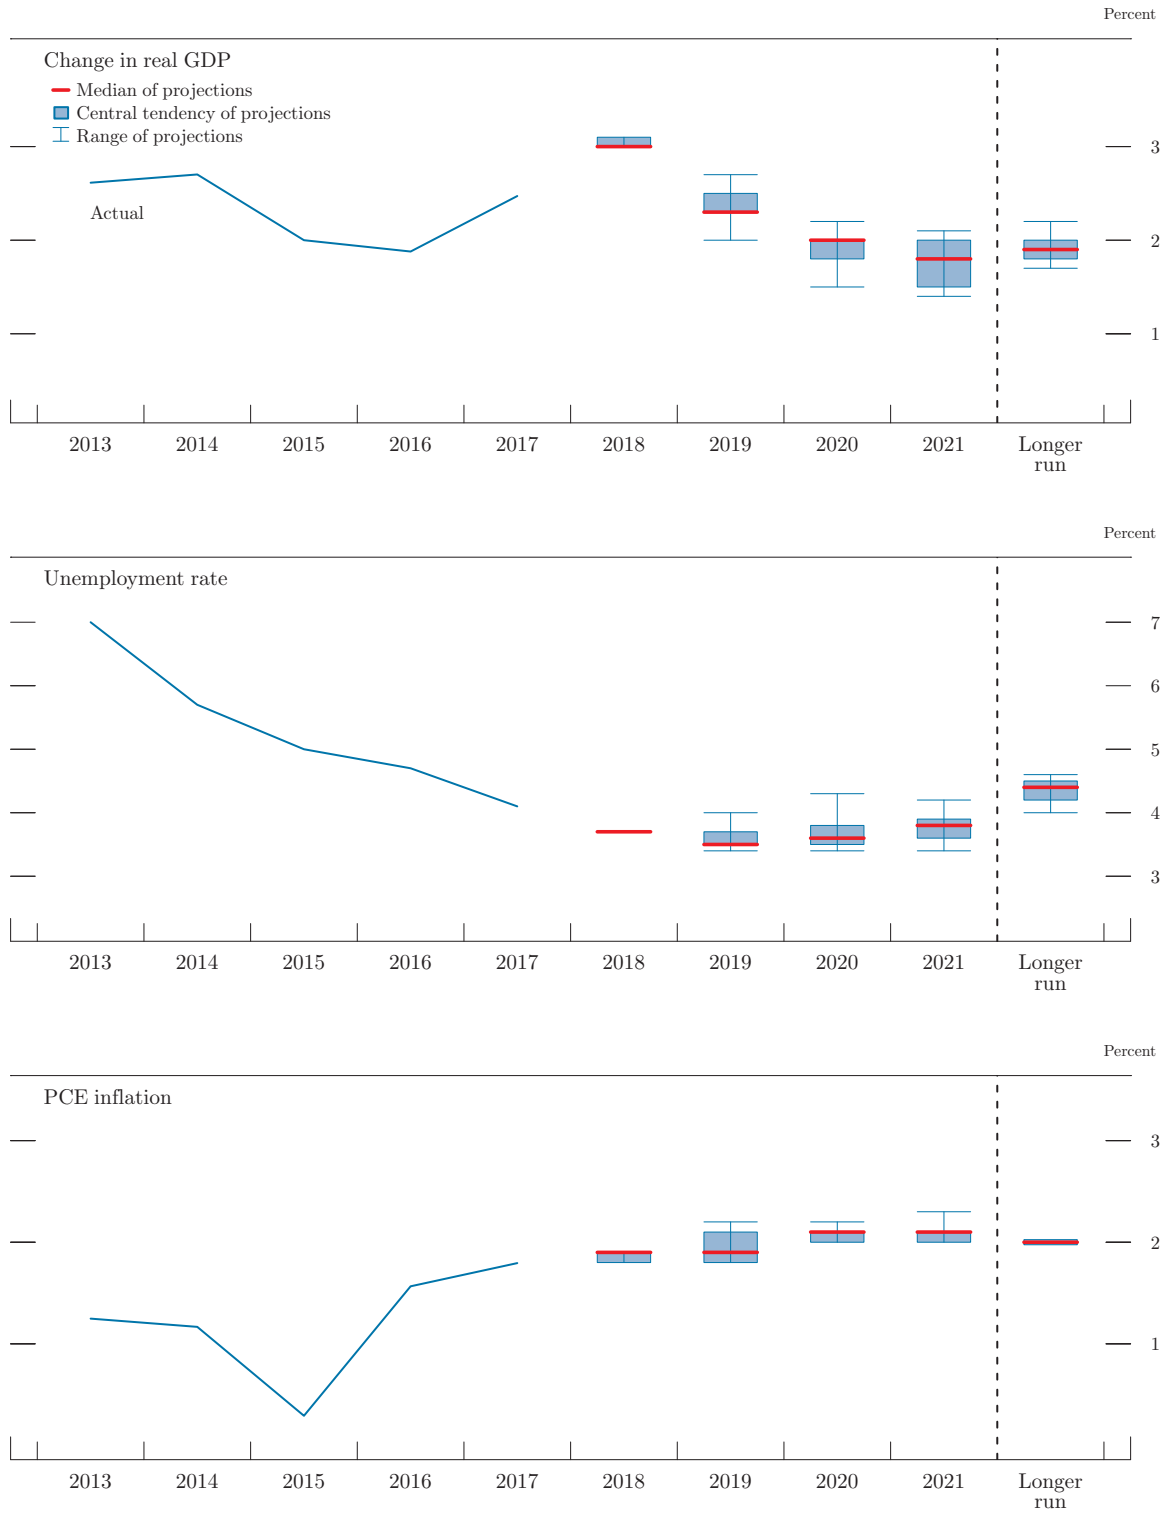 Percent
Change in real GDP
Median of projections
Central tendency of projections
Range of projections
Actual
3
2
1
2013 2014 2015 2016 2017 2018 2019 2020 2021 Longer
run
Percent
Unemployment rate
7
6
5
4
3
2013 2014 2015 2016 2017 2018 2019 2020 2021 Longer
run
Percent
PCE inflation
3
2
1
2013 2014 2015 2016 2017 2018 2019 2020 2021 Longer
run